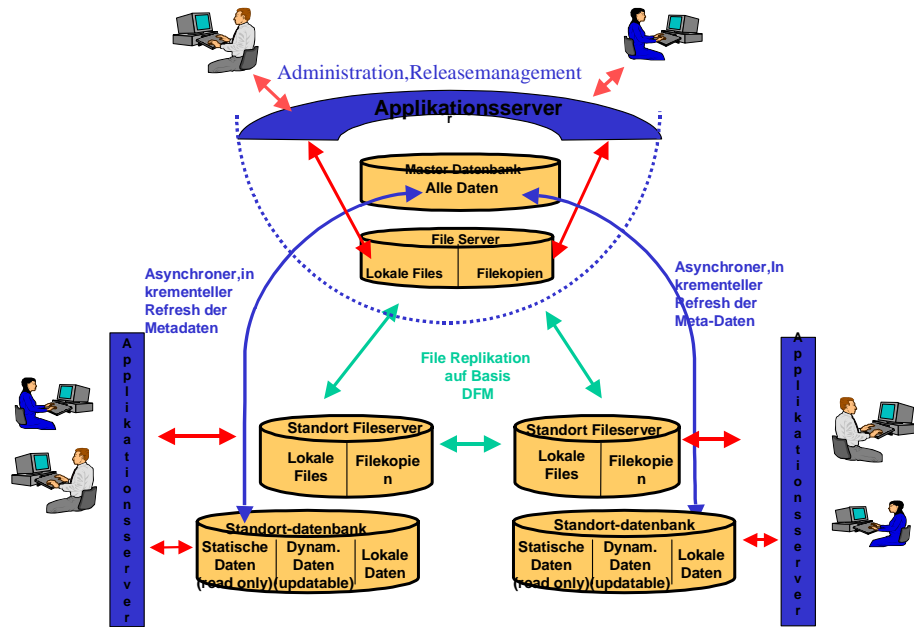 Administration,Releasemanagement
Applikationsserver
r
Master Datenbank
Alle Daten
File Server
Lokale Files
Filekopien
Asynchroner,in
krementeller
Refresh der
Metadaten
Asynchroner,In
krementeller
Refresh der
Meta-Daten
File Replikation
auf Basis
DFM
Applikationsserver
Applikationsserver
Standort Fileserver
Lokale
Files
Filekopie
n
Standort Fileserver
Lokale
Files
Filekopie
n
Standort-datenbank
Statische
Daten
(read only)
Dynam.
Daten
(updatable)
Lokale
Daten
Standort-datenbank
Statische
Daten
(read only)
Dynam.
Daten
(updatable)
Lokale
Daten